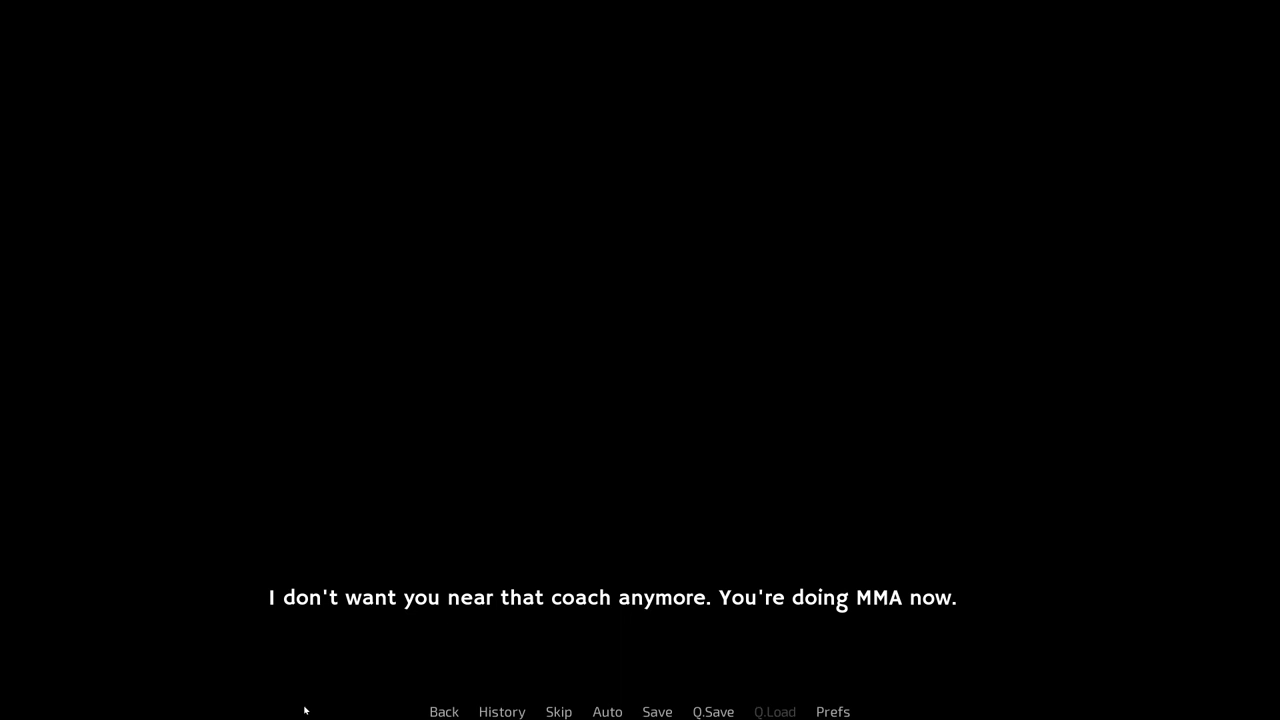 I don't want you near that coach anymore. You're doing MMA now.
Back History Skip Auto Save Q.Save Q.Load Prefs